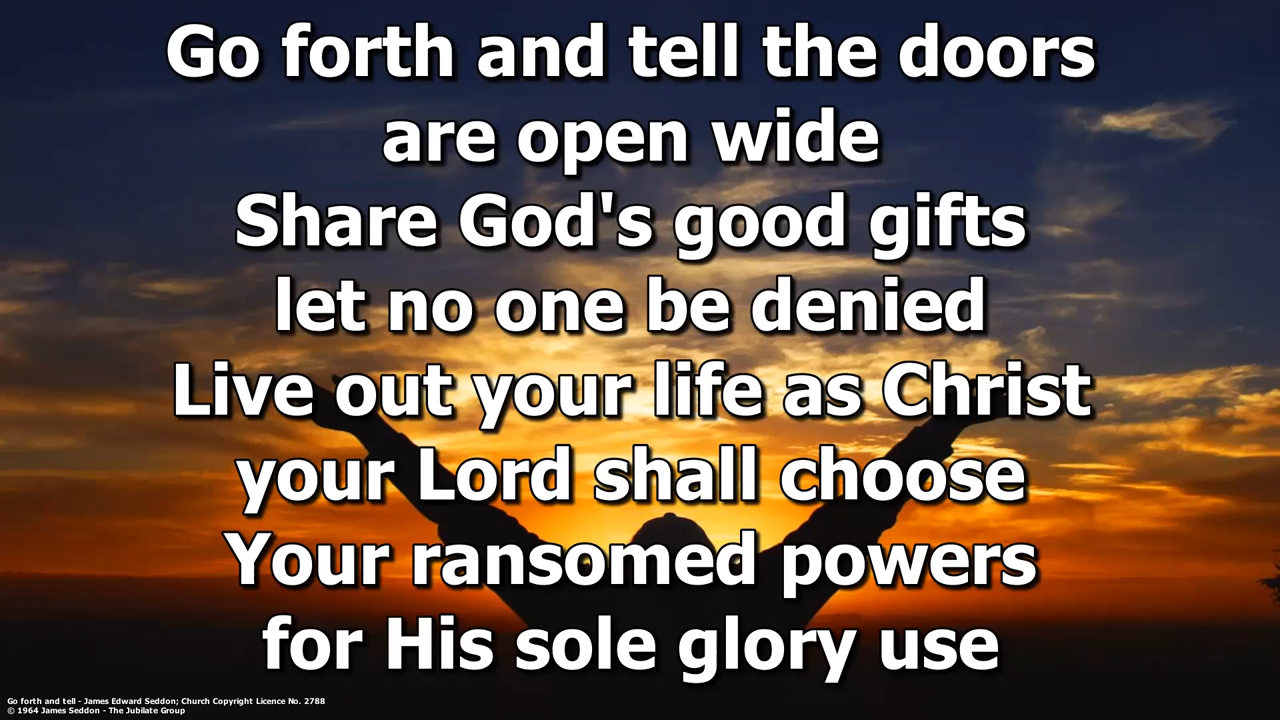 Go forth and tell the doors
are open wide
Share God's good gifts
let no one be denied
Live out your life as Christ
your Lord shall choose
Your ransomed powers
for His sole glory use
Go forth and tell - James Edward Seddon; Church Copyright Licence No. 2788
© 1964 James Seddon - The Jubilate Group